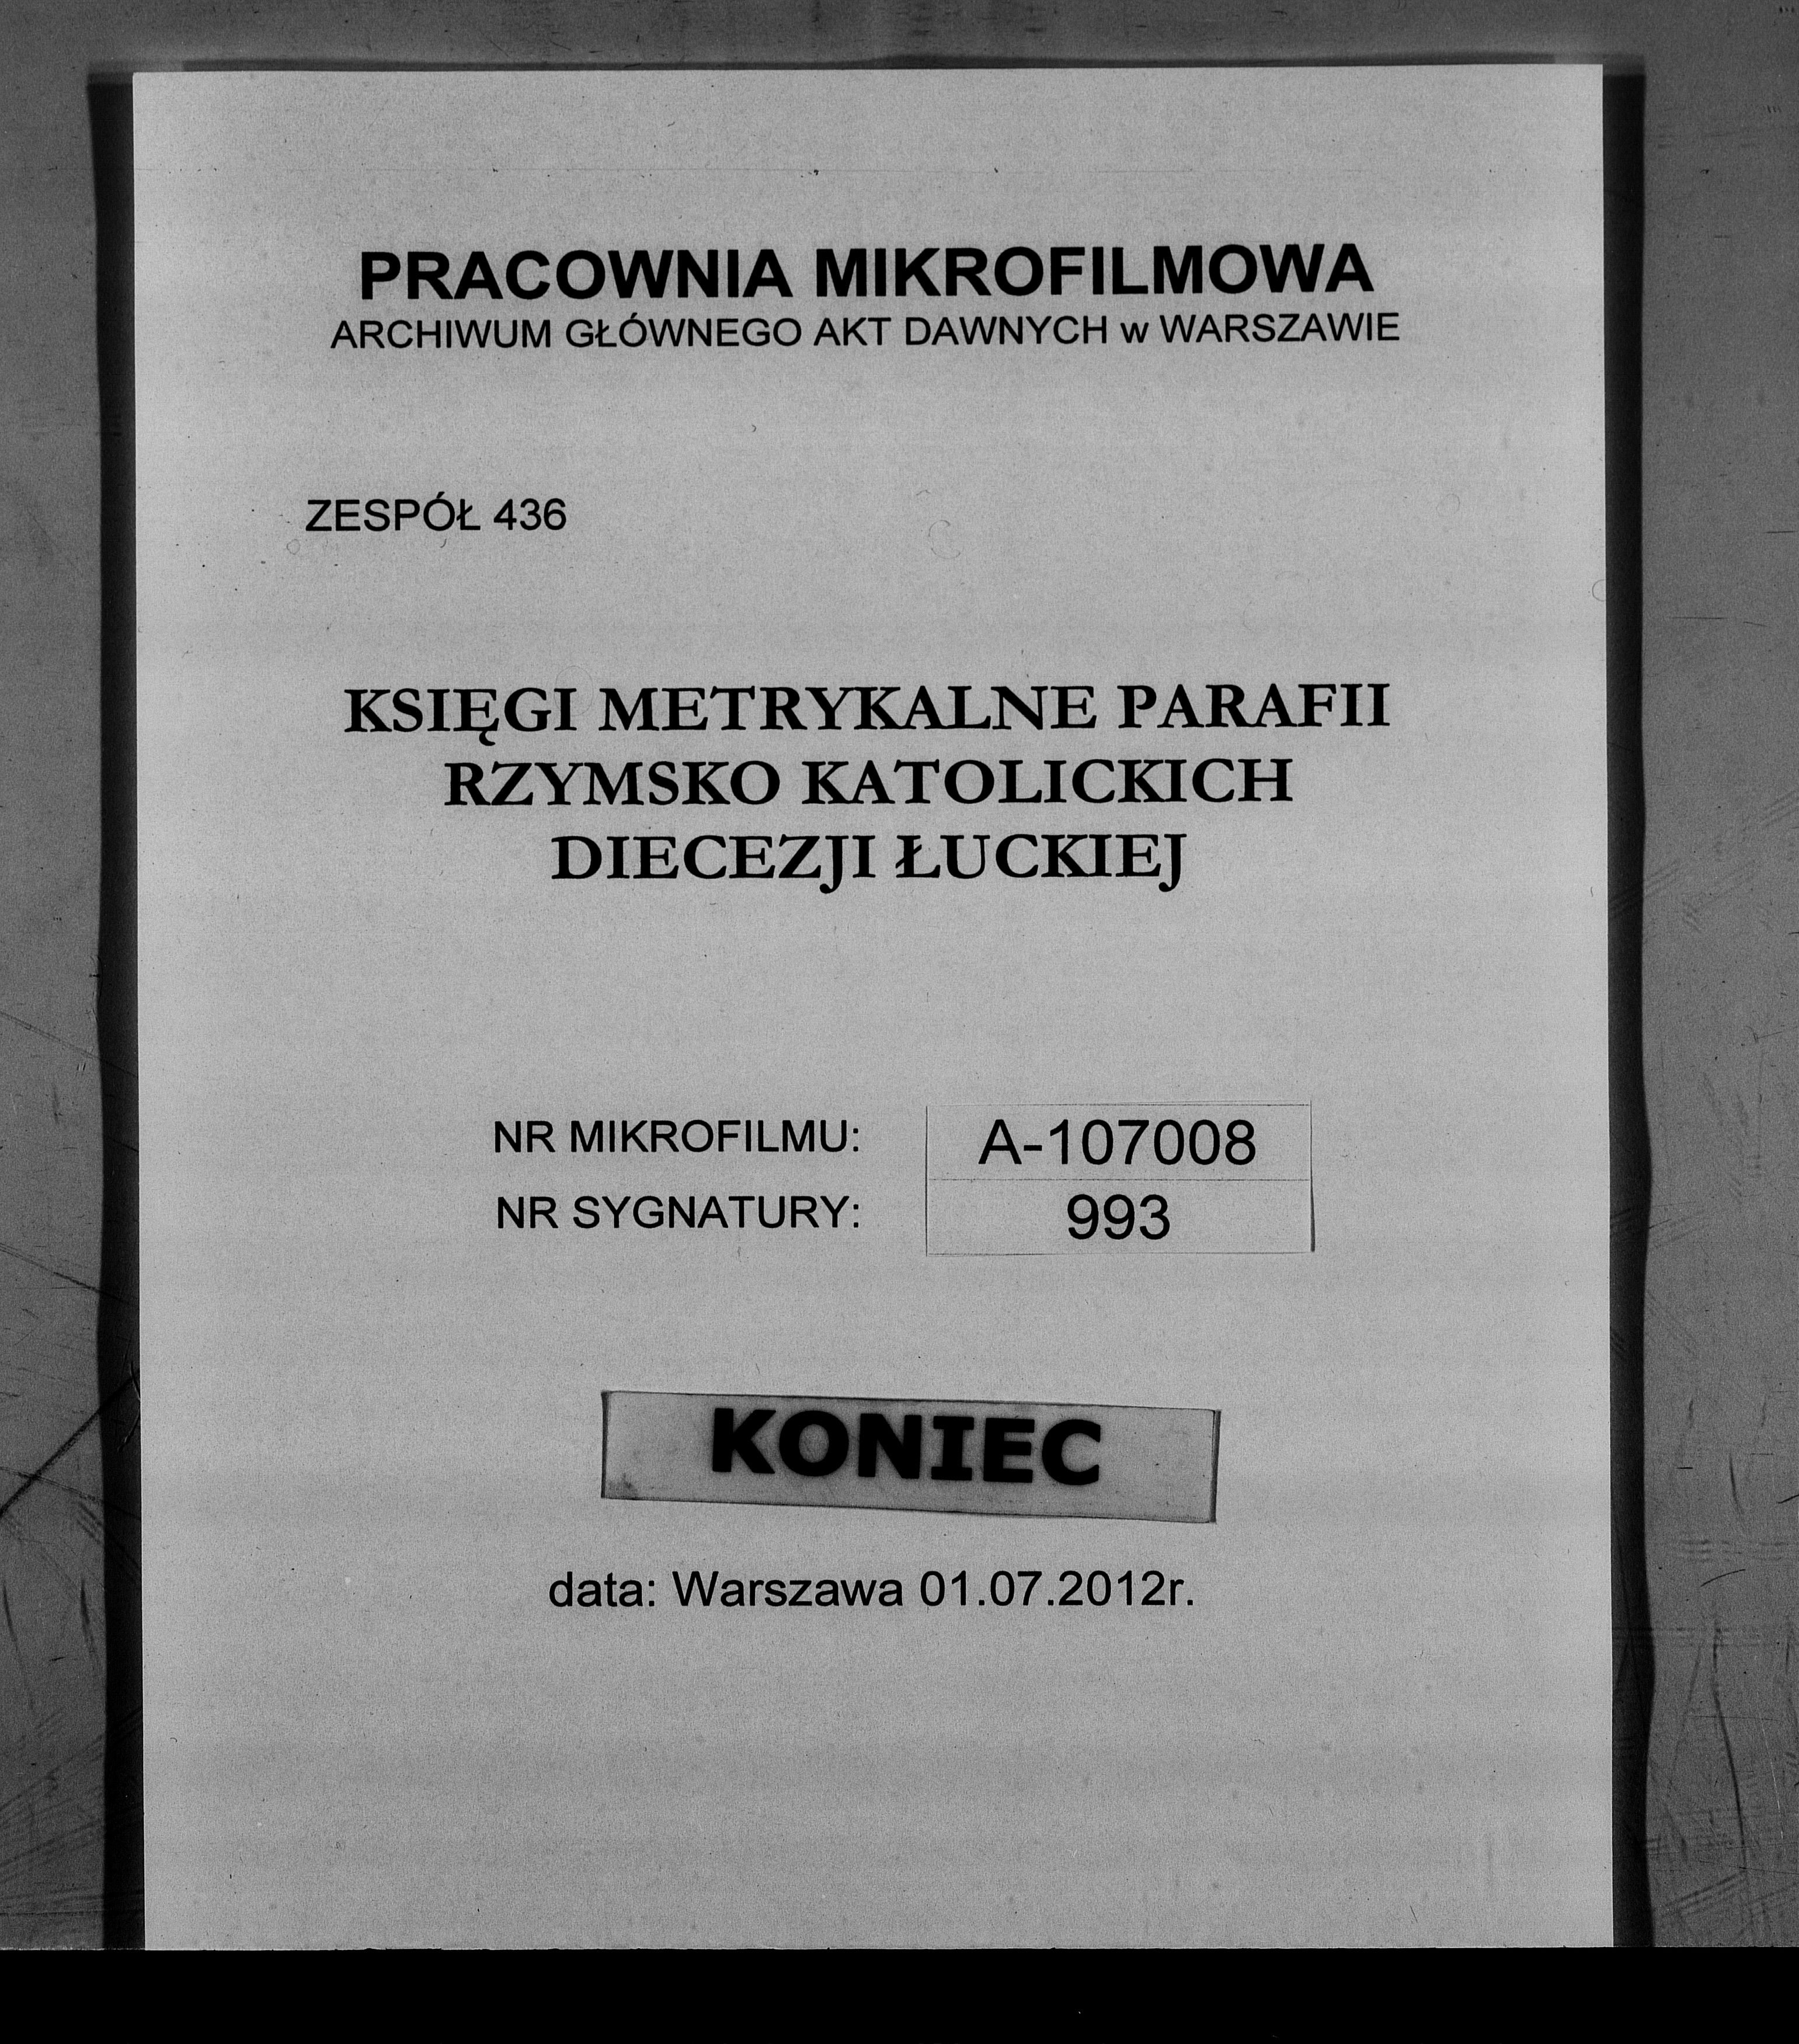 PRACOWNIA MIKROFILMOWA
ARCHIWUM GŁÓWNEGO AKT DAWNYCH w WARSZAWIE
ZESPÓŁ 436
KSIĘGI METRYKALNE PARAFII
RZYMSKO KATOLICKICH
DIECEZJI ŁUCKIEJ
NR MIKROFILMU: A-107008
NR SYGNATURY: 993
KONIEC
data: Warszawa 01.07.2012r.